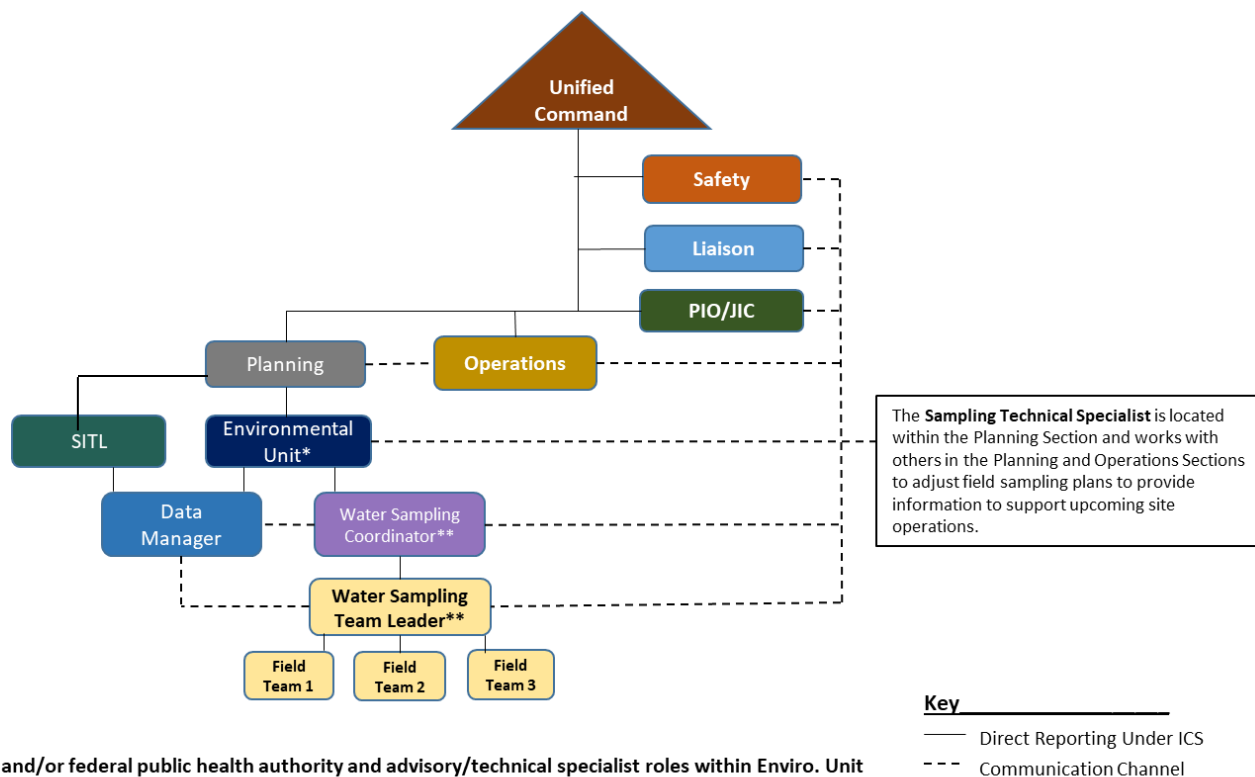 Unified
Command
Safety
Liaison
PIO/JIC
Planning
Operations
SITL
Environmental
Unit*
The Sampling Technical Specialist is located
within the Planning Section and works with
others in the Planning and Operations Sections
to adjust field sampling plans to provide
information to support upcoming site
operations.
Data
Manager
Water Sampling
Coordinator**
Water Sampling
Team Leader**
Field
Team 1
Field
Team 2
Field
Team 3
Key
Direct Reporting Under ICS
Communication Channel
and/or federal public health authority and advisory/technical specialist roles within Enviro. Unit